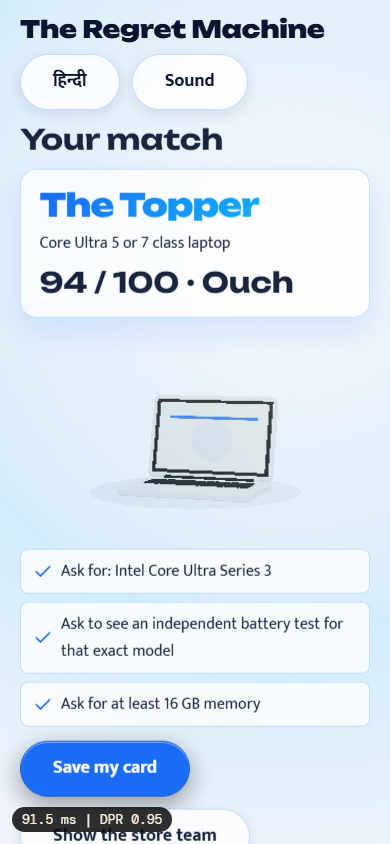 The Regret Machine
हिन्दी
Sound
Your match
The Topper
Core Ultra 5 or 7 class laptop
94 / 100 · Ouch
Ask for: Intel Core Ultra Series 3
Ask to see an independent battery test for
that exact model
Ask for at least 16 GB memory
Save my card
91.5 ms | DPR 0.95
Show the store team